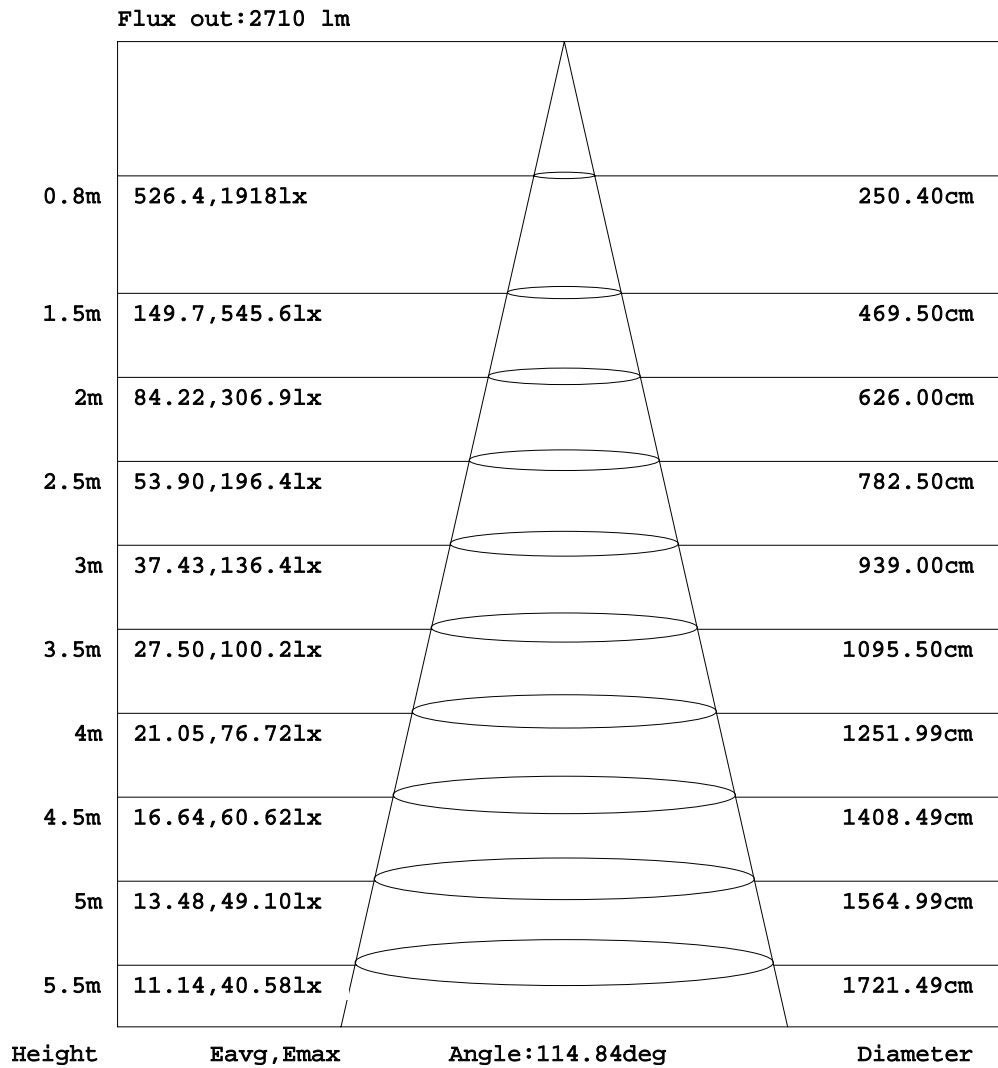 Flux out:2710 lm
0.8m 526.4,1918lx 250.40cm
1.5m 149.7,545.6lx 469.50cm
2m 84.22,306.9lx 626.00cm
2.5m 53.90,196.4lx 782.50cm
3m 37.43,136.4lx 939.00cm
3.5m 27.50,100.2lx 1095.50cm
4m 21.05,76.72lx 1251.99cm
4.5m 16.64,60.62lx 1408.49cm
5m 13.48,49.10lx 1564.99cm
5.5m 11.14,40.58lx 1721.49cm
Height Eavg,Emax Angle:114.84deg Diameter